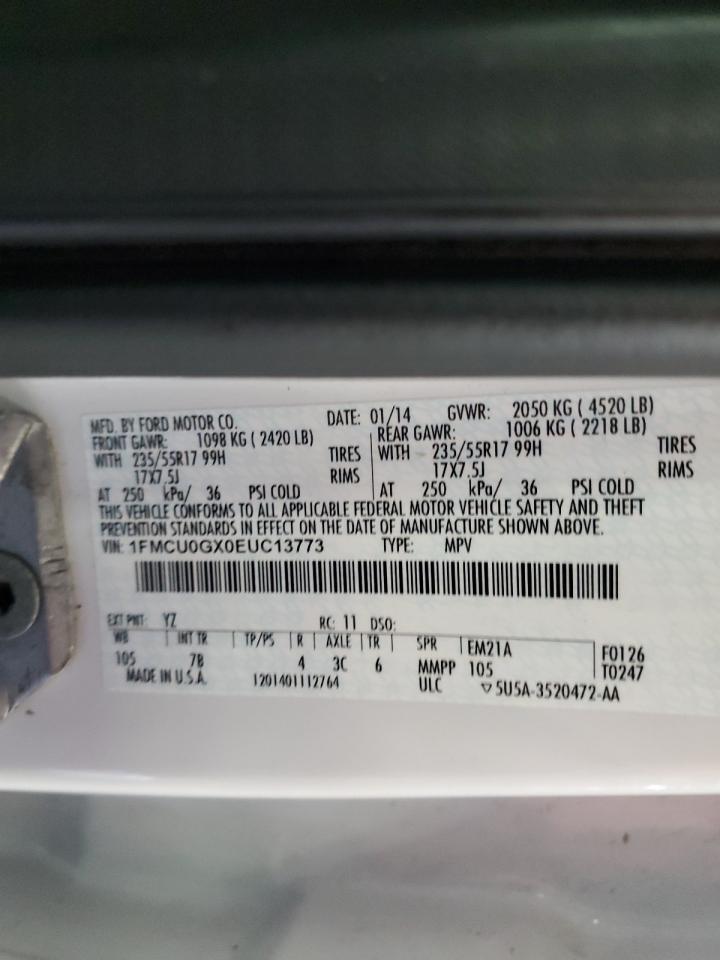 MFD. BY FORD MOTOR CO. DATE: 01/14 GVWR: 2050 KG ( 4520 LB)
FRONT GAWR: 1098 KG ( 2420 LB) REAR GAWR: 1006 KG ( 2218 LB)
WITH 235/55R17 99H TIRES WITH 235/55R17 99H TIRES
17X7.5J RIMS 17X7.5J RIMS
AT 250 kPa/ 36 PSI COLD AT 250 kPa/ 36 PSI COLD
THIS VEHICLE CONFORMS TO ALL APPLICABLE FEDERAL MOTOR VEHICLE SAFETY AND THEFT
PREVENTION STANDARDS IN EFFECT ON THE DATE OF MANUFACTURE SHOWN ABOVE.
VIN: 1FMCU0GX0EUC13773 TYPE: MPV
EXT PNT: YZ RC: 11 DSO:
WB INT TR TP/PS R AXLE TR SPR EM21A F0126
105 7B 4 3C 6 MMPP 105 T0247
MADE IN U.S.A. 1201401112764 ULC ▽5U5A-3520472-AA